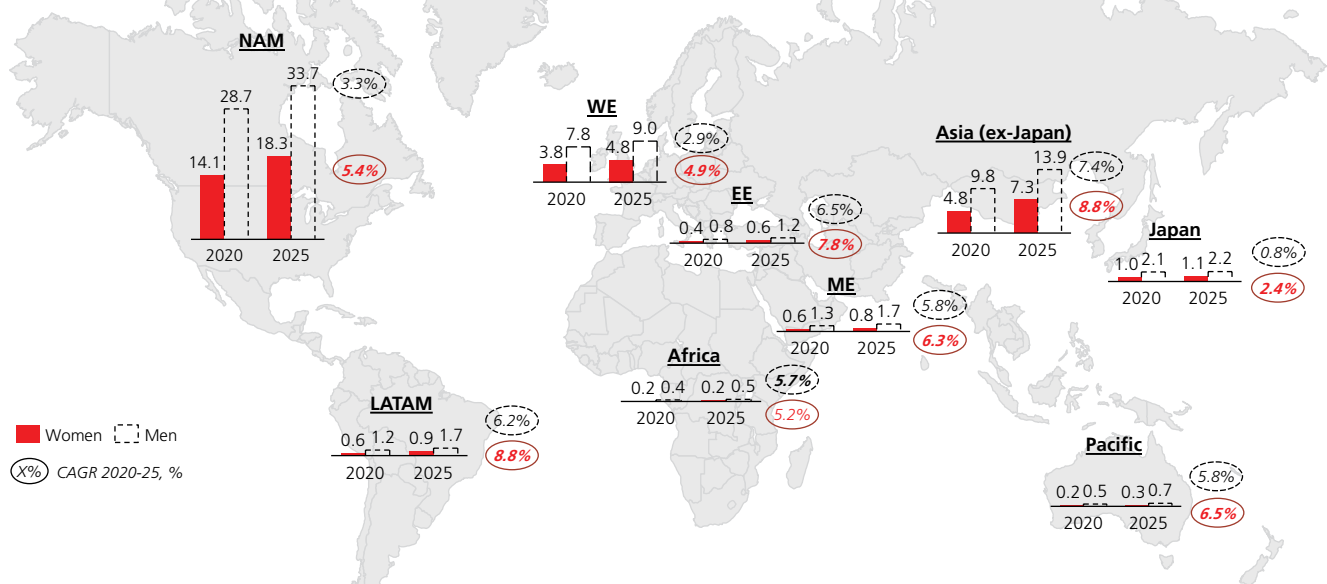 NAM
33.7
3.3%
28.7
18.3
14.1
5.4%
2020 2025
WE
9.0
7.8
2.9%
3.8
4.8
4.9%
2020 2025
EE
6.5%
0.4 0.8 0.6 1.2
7.8%
2020 2025
Asia (ex-Japan)
13.9
7.4%
9.8
7.3
4.8
8.8%
2020 2025
Japan
0.8%
1.0 2.1 1.1 2.2
2.4%
2020 2025
ME
5.8%
0.6 1.3 0.8 1.7
6.3%
2020 2025
Africa
5.7%
0.2 0.4 0.2 0.5
5.2%
2020 2025
LATAM
6.2%
0.6 1.2 0.9 1.7
8.8%
2020 2025
Women Men
X% CAGR 2020-25, %
Pacific
5.8%
0.2 0.5 0.3 0.7
6.5%
2020 2025